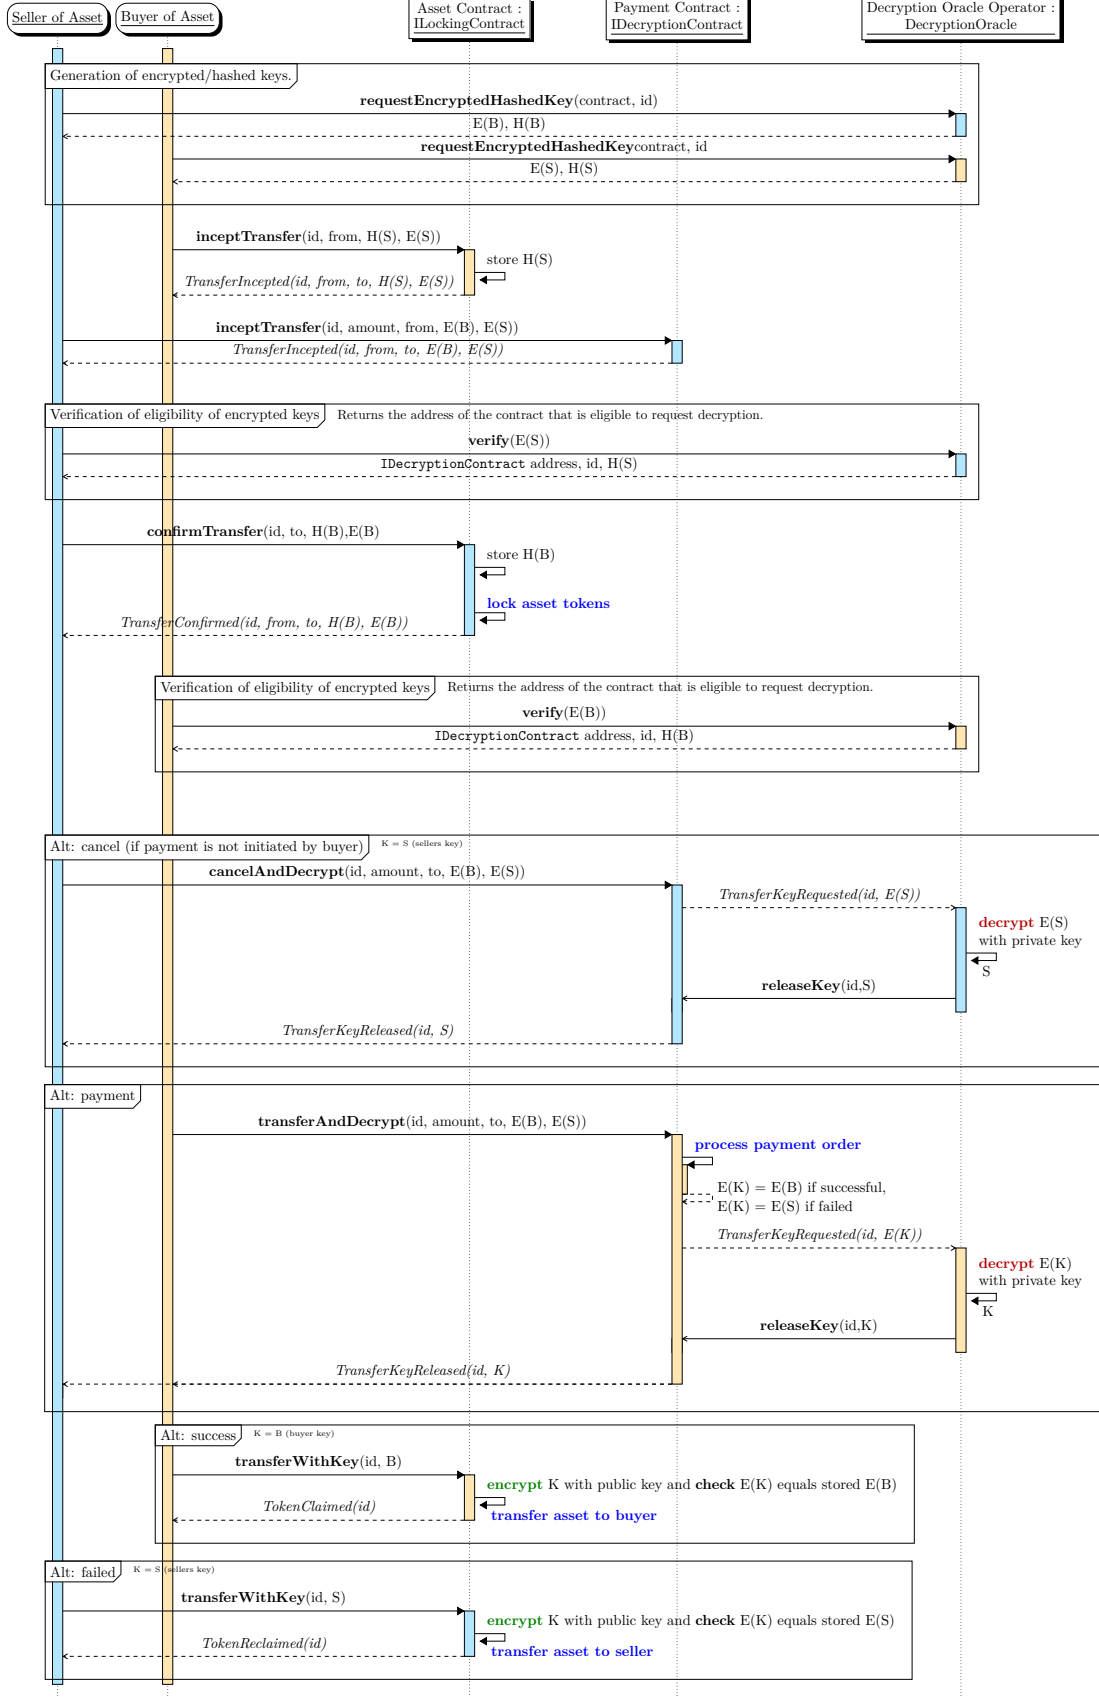 Seller of Asset
Buyer of Asset
Asset Contract :
ILockingContract
Payment Contract :
IDecryptionContract
Decryption Oracle Operator :
DecryptionOracle
Generation of encrypted/hashed keys.
requestEncryptedHashedKey(contract, id)
E(B), H(B)
requestEncryptedHashedKeycontract, id
E(S), H(S)
inceptTransfer(id, from, H(S), E(S))
store H(S)
TransferIncepted(id, from, to, H(S), E(S))
inceptTransfer(id, amount, from, E(B), E(S))
TransferIncepted(id, from, to, E(B), E(S))
Verification of eligibility of encrypted keys
Returns the address of the contract that is eligible to request decryption.
verify(E(S))
IDecryptionContract address, id, H(S)
confirmTransfer(id, to, H(B),E(B)
store H(B)
lock asset tokens
TransferConfirmed(id, from, to, H(B), E(B))
Verification of eligibility of encrypted keys
Returns the address of the contract that is eligible to request decryption.
verify(E(B))
IDecryptionContract address, id, H(B)
Alt: cancel (if payment is not initiated by buyer)
K = S (sellers key)
cancelAndDecrypt(id, amount, to, E(B), E(S))
TransferKeyRequested(id, E(S))
decrypt E(S)
with private key
S
releaseKey(id,S)
TransferKeyReleased(id, S)
Alt: payment
transferAndDecrypt(id, amount, to, E(B), E(S))
process payment order
E(K) = E(B) if successful,
E(K) = E(S) if failed
TransferKeyRequested(id, E(K))
decrypt E(K)
with private key
K
releaseKey(id,K)
TransferKeyReleased(id, K)
Alt: success
K = B (buyer key)
transferWithKey(id, B)
encrypt K with public key and check E(K) equals stored E(B)
TokenClaimed(id)
transfer asset to buyer
Alt: failed
K = S (sellers key)
transferWithKey(id, S)
encrypt K with public key and check E(K) equals stored E(S)
TokenReclaimed(id)
transfer asset to seller